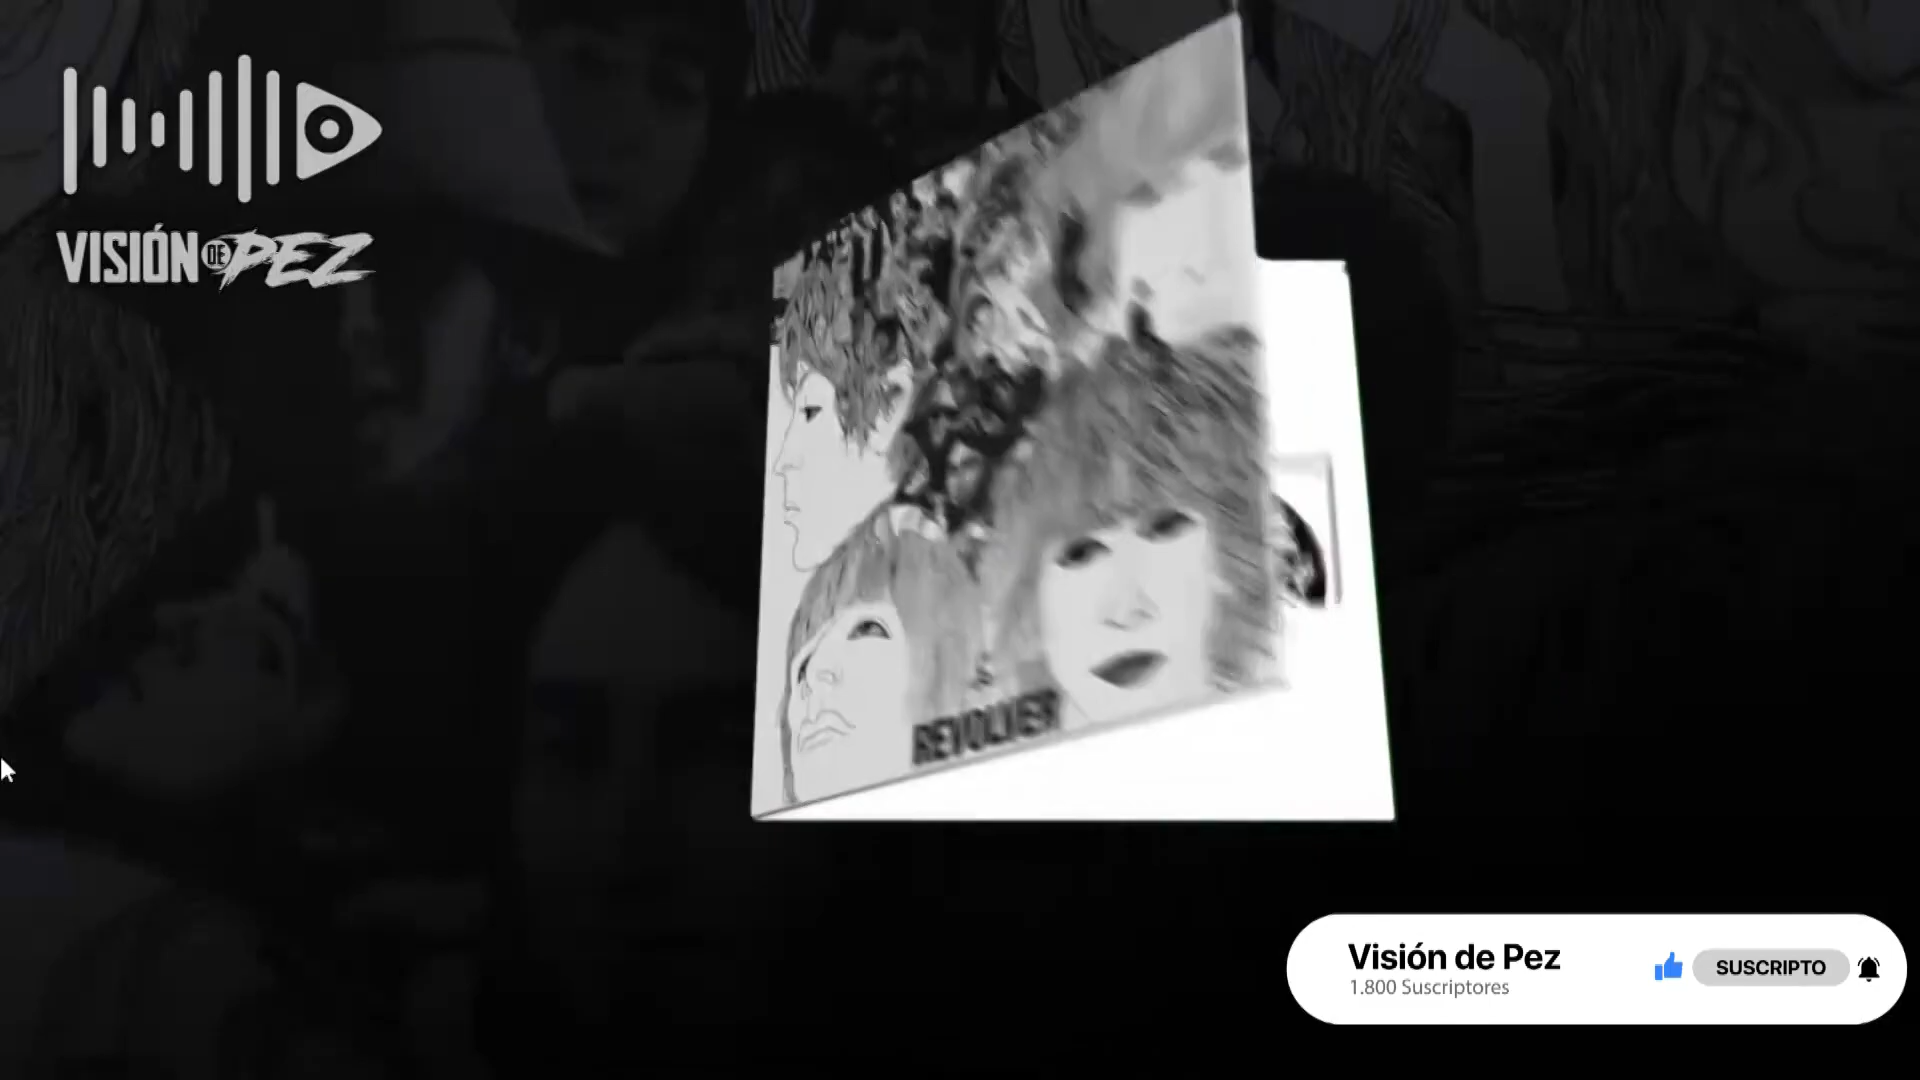 VISIÓN DE PEZ
REVOLVER
Visión de Pez
1.800 Suscriptores
SUSCRIPTO